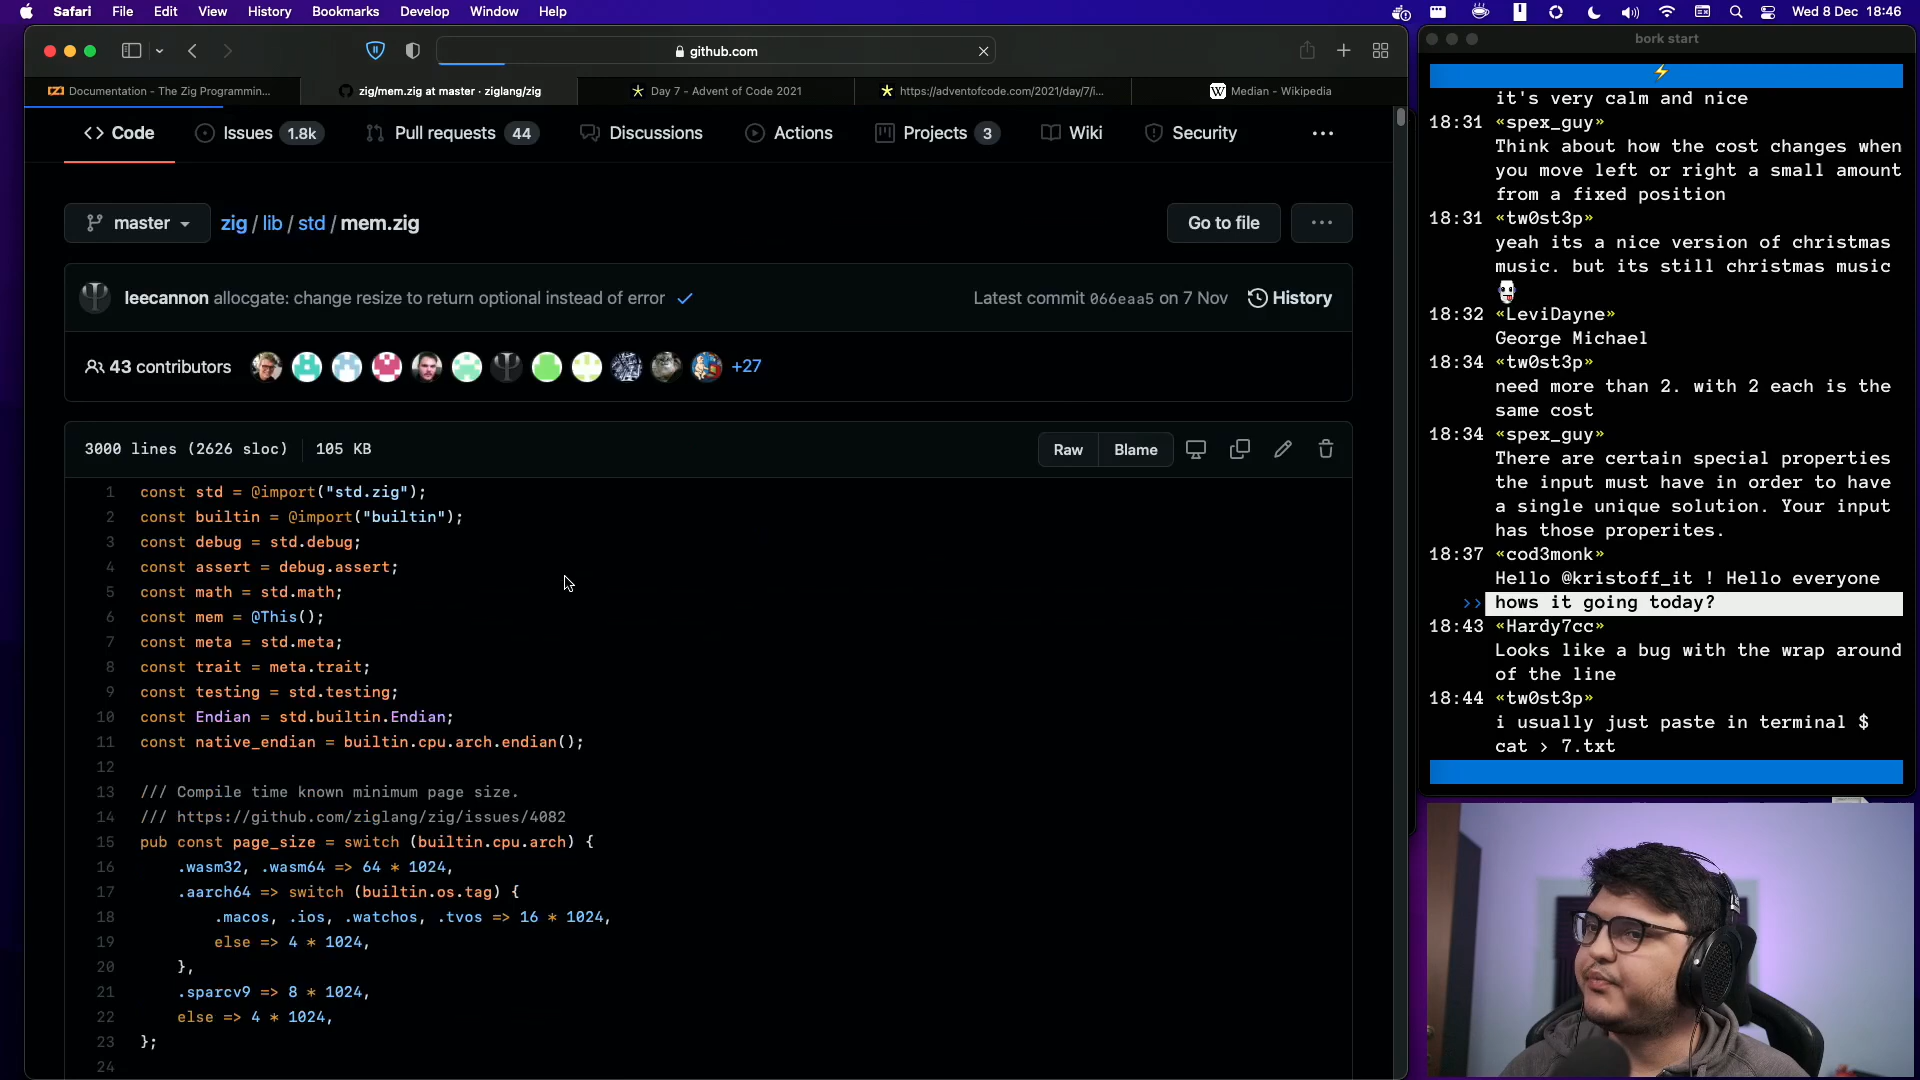 Safari File Edit View History Bookmarks Develop Window Help Wed 8 Dec 18:46
github.com
Documentation - The Zig Programmin...
zig/mem.zig at master · ziglang/zig
Day 7 - Advent of Code 2021
https://adventofcode.com/2021/day/7/i...
Median - Wikipedia
Code Issues 1.8k Pull requests 44 Discussions Actions Projects 3 Wiki Security
master zig / lib / std / mem.zig Go to file
leecannon allocgate: change resize to return optional instead of error Latest commit 066eaa5 on 7 Nov History
43 contributors +27
3000 lines (2626 sloc) 105 KB Raw Blame
1 const std = @import("std.zig");
2 const builtin = @import("builtin");
3 const debug = std.debug;
4 const assert = debug.assert;
5 const math = std.math;
6 const mem = @This();
7 const meta = std.meta;
8 const trait = meta.trait;
9 const testing = std.testing;
10 const Endian = std.builtin.Endian;
11 const native_endian = builtin.cpu.arch.endian();
12
13 /// Compile time known minimum page size.
14 /// https://github.com/ziglang/zig/issues/4082
15 pub const page_size = switch (builtin.cpu.arch) {
16 .wasm32, .wasm64 => 64 * 1024,
17 .aarch64 => switch (builtin.os.tag) {
18 .macos, .ios, .watchos, .tvos => 16 * 1024,
19 else => 4 * 1024,
20 },
21 .sparcv9 => 8 * 1024,
22 else => 4 * 1024,
23 };
24
bork start
it's very calm and nice
18:31 «spex_guy»
Think about how the cost changes when
you move left or right a small amount
from a fixed position
18:31 «tw0st3p»
yeah its a nice version of christmas
music. but its still christmas music
18:32 «LeviDayne»
George Michael
18:34 «tw0st3p»
need more than 2. with 2 each is the
same cost
18:34 «spex_guy»
There are certain special properties
the input must have in order to have
a single unique solution. Your input
has those properites.
18:37 «cod3monk»
Hello @kristoff_it ! Hello everyone
>> hows it going today?
18:43 «Hardy7cc»
Looks like a bug with the wrap around
of the line
18:44 «tw0st3p»
i usually just paste in terminal $
cat > 7.txt